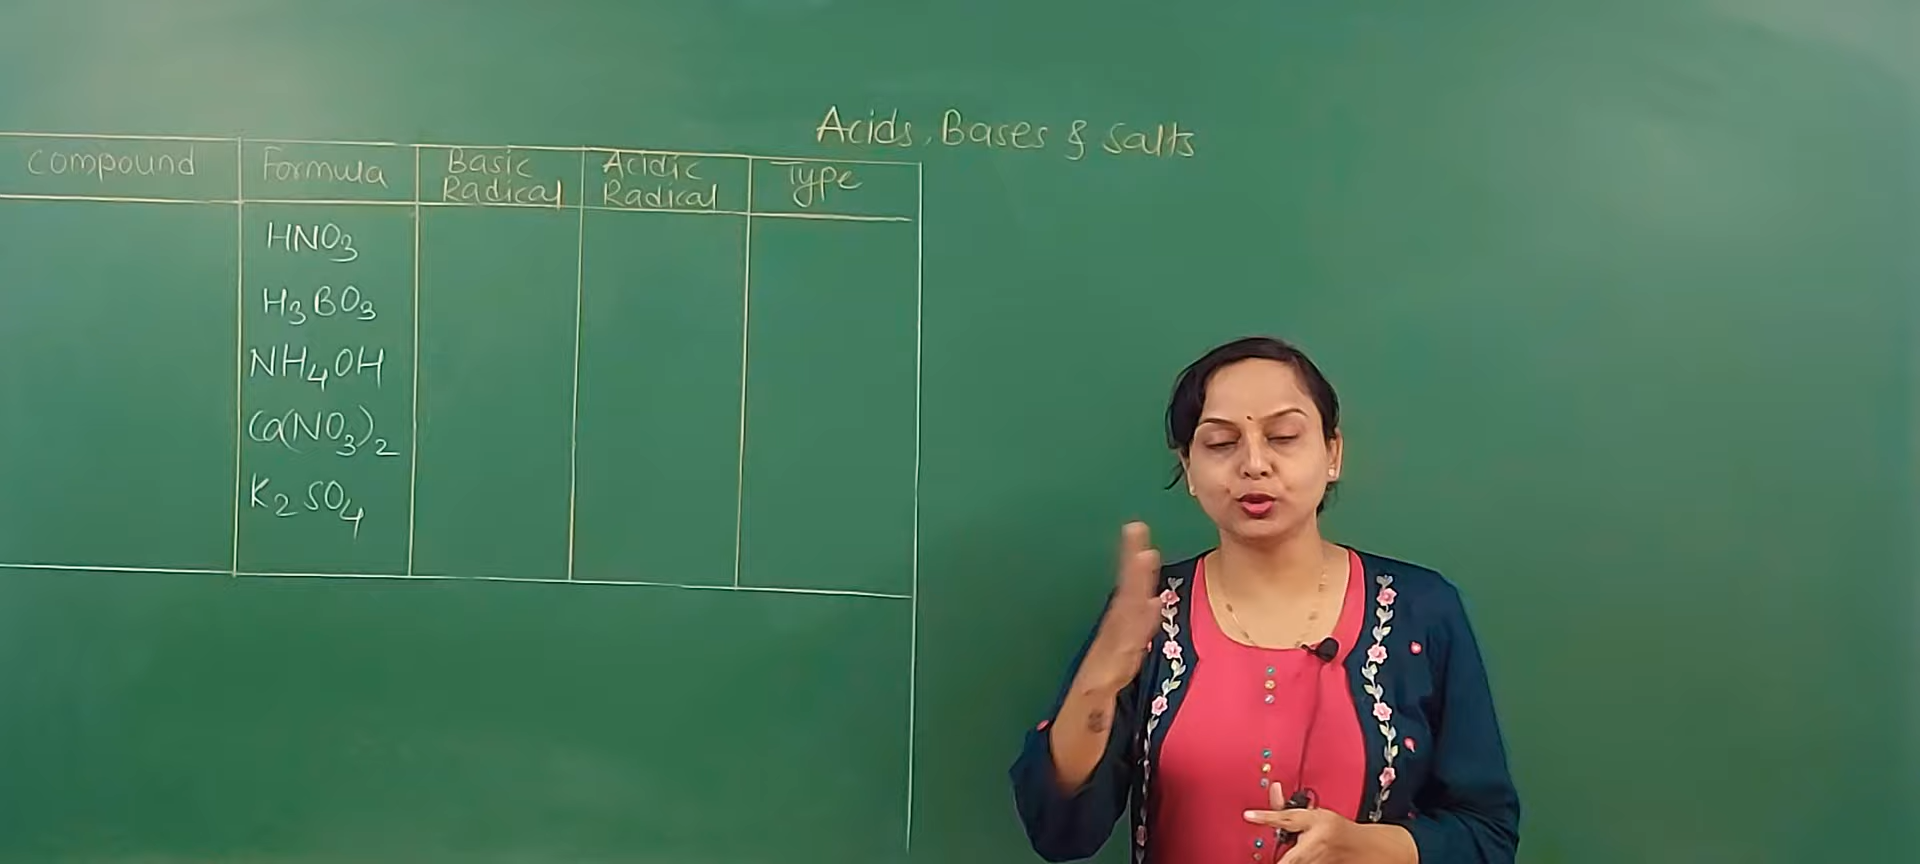 Acids, Bases & Salts
Compound Formula Basic Radical Acidic Radical Type
HNO₃
H₃BO₃
NH₄OH
Ca(NO₃)₂
K₂SO₄